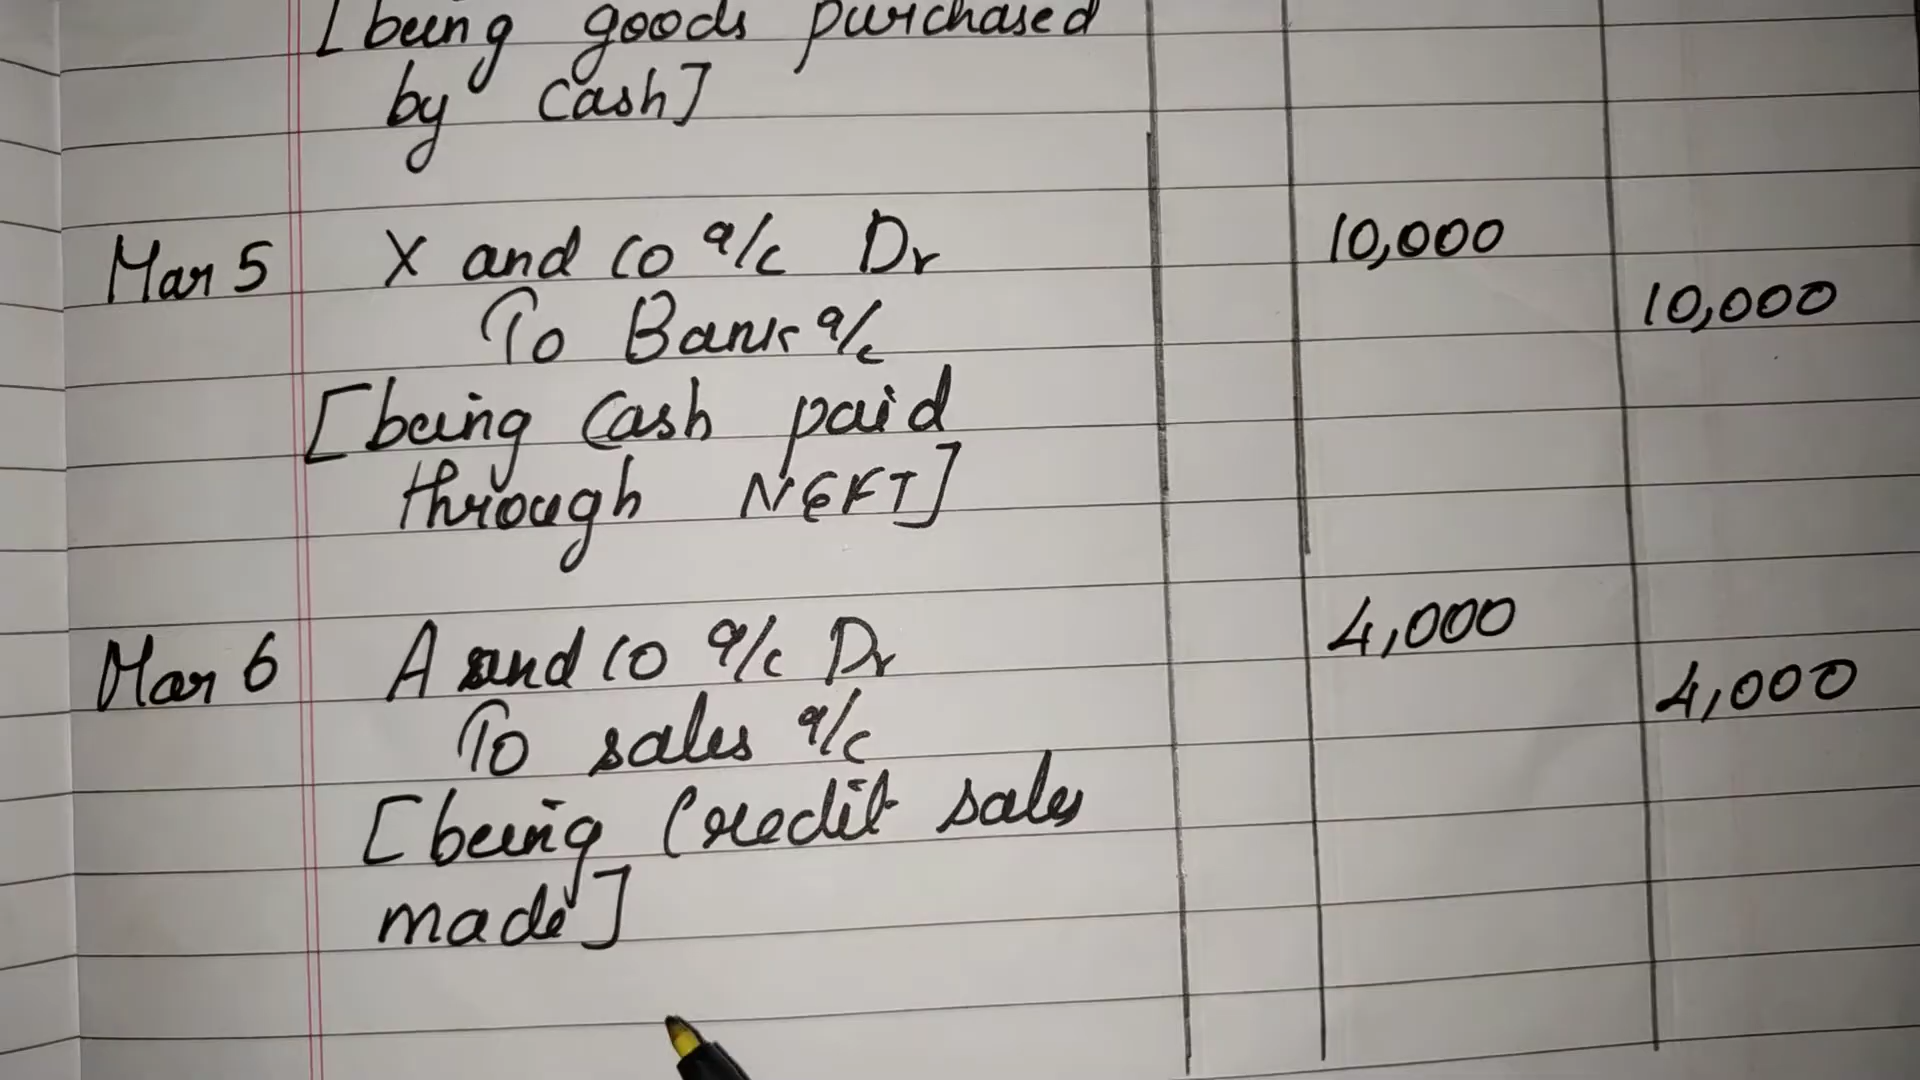 [being goods purchased
by cash]
Mar 5 X and co a/c Dr 10,000
To Bank a/c 10,000
[being cash paid
through NEFT]
Mar 6 A and co a/c Dr 4,000
To sales a/c 4,000
[being credit sales
made]